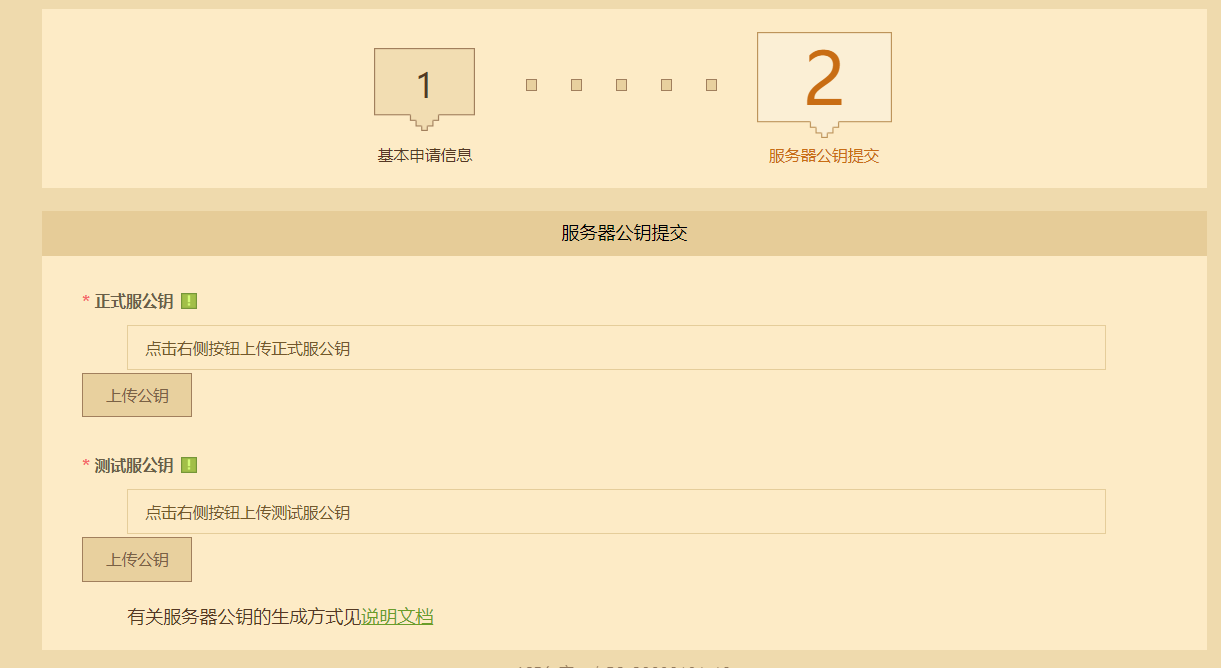 1
2
基本申请信息
服务器公钥提交
服务器公钥提交
* 正式服公钥 !
点击右侧按钮上传正式服公钥
上传公钥
* 测试服公钥 !
点击右侧按钮上传测试服公钥
上传公钥
有关服务器公钥的生成方式见说明文档